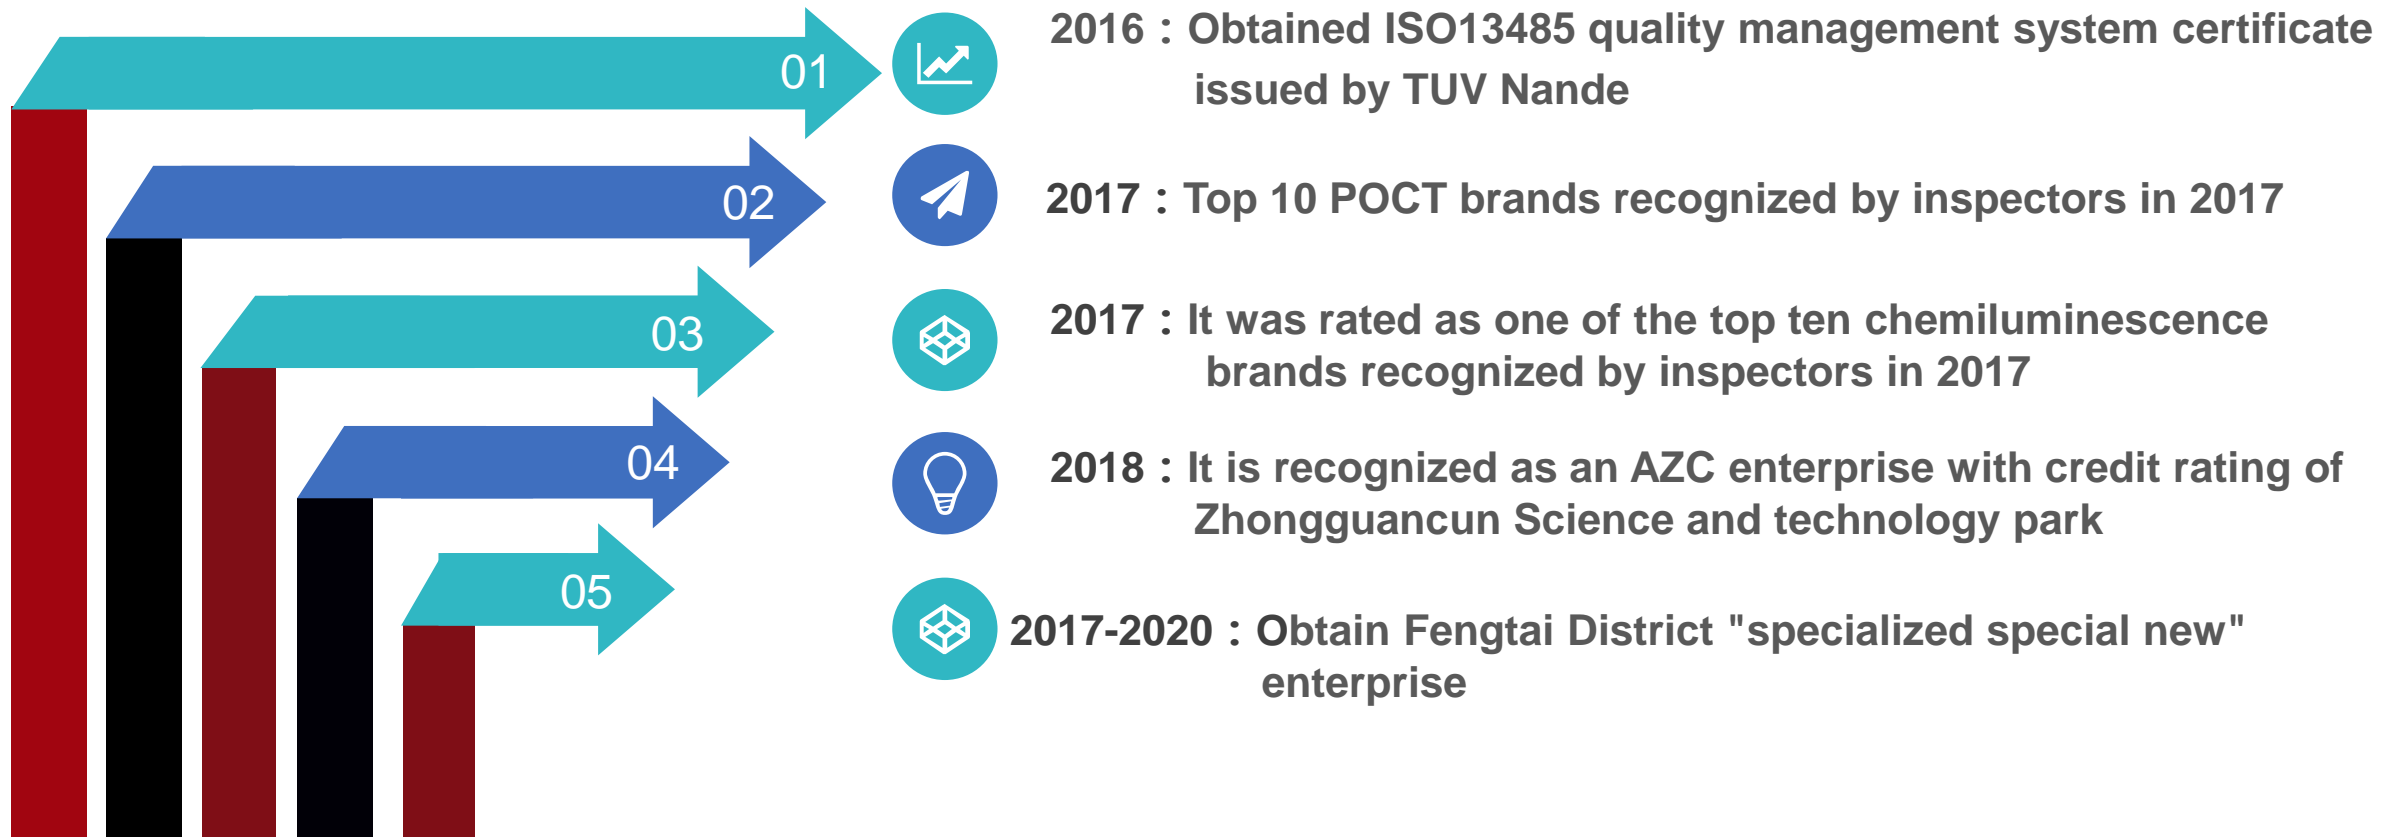 01
2016：Obtained ISO13485 quality management system certificate
issued by TUV Nande
02
2017：Top 10 POCT brands recognized by inspectors in 2017
03
2017：It was rated as one of the top ten chemiluminescence
brands recognized by inspectors in 2017
04
2018：It is recognized as an AZC enterprise with credit rating of
Zhongguancun Science and technology park
05
2017-2020：Obtain Fengtai District "specialized special new"
enterprise